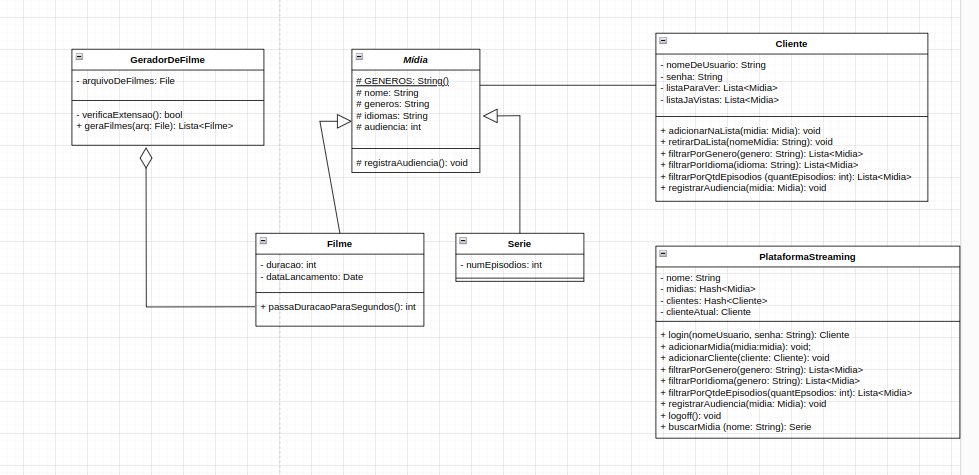 GeradorDeFilme
- arquivoDeFilmes: File
- verificaExtensao(): bool
+ geraFilmes(arq: File): Lista<Filme>
Mídia
# GENEROS: String()
# nome: String
# generos: String
# idiomas: String
# audiencia: int
# registraAudiencia(): void
Cliente
- nomeDeUsuario: String
- senha: String
- listaParaVer: Lista<Midia>
- listaJaVistas: Lista<Midia>
+ adicionarNaLista(midia: Midia): void
+ retirarDaLista(nomeMidia: String): void
+ filtrarPorGenero(genero: String): Lista<Midia>
+ filtrarPorIdioma(idioma: String): Lista<Midia>
+ filtrarPorQtdEpisodios (quantEpisodios: int): Lista<Midia>
+ registrarAudiencia(midia: Midia): void
Filme
- duracao: int
- dataLancamento: Date
+ passaDuracaoParaSegundos(): int
Serie
- numEpisodios: int
PlataformaStreaming
- nome: String
- midias: Hash<Midia>
- clientes: Hash<Cliente>
- clienteAtual: Cliente
+ login(nomeUsuario, senha: String): Cliente
+ adicionarMidia(midia:midia): void;
+ adicionarCliente(cliente: Cliente): void
+ filtrarPorGenero(genero: String): Lista<Midia>
+ filtrarPorIdioma(genero: String): Lista<Midia>
+ filtrarPorQtdeEpisodios(quantEpsodios: int): Lista<Midia>
+ registrarAudiencia(midia: Midia): void
+ logoff(): void
+ buscarMidia (nome: String): Serie